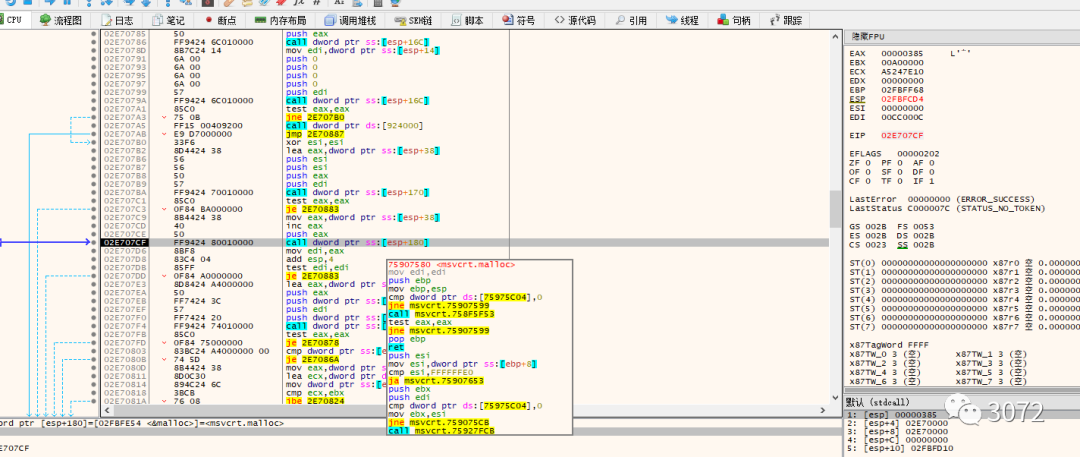 CPU 流程图 日志 笔记 断点 内存布局 调用堆栈 SEH链 脚本 符号 源代码 引用 线程 句柄 跟踪
02E70785 50 push eax
02E70786 FF9424 6C010000 call dword ptr ss:[esp+16C]
02E7078D 8B7C24 14 mov edi,dword ptr ss:[esp+14]
02E70791 6A 00 push 0
02E70793 6A 00 push 0
02E70795 6A 00 push 0
02E70797 6A 00 push 0
02E70799 57 push edi
02E7079A FF9424 6C010000 call dword ptr ss:[esp+16C]
02E707A1 85C0 test eax,eax
02E707A3 75 0B jne 2E707B0
02E707A5 FF15 00409200 call dword ptr ds:[924000]
02E707AB E9 D7000000 jmp 2E70887
02E707B0 33F6 xor esi,esi
02E707B2 8D4424 38 lea eax,dword ptr ss:[esp+38]
02E707B6 56 push esi
02E707B7 56 push esi
02E707B8 50 push eax
02E707B9 57 push edi
02E707BA FF9424 70010000 call dword ptr ss:[esp+170]
02E707C1 85C0 test eax,eax
02E707C3 0F84 BA000000 je 2E70883
02E707C9 8B4424 38 mov eax,dword ptr ss:[esp+38]
02E707CD 40 inc eax
02E707CE 50 push eax
02E707CF FF9424 80010000 call dword ptr ss:[esp+180]
02E707D6 8BF8 mov edi,eax
02E707D8 83C4 04 add esp,4
02E707DB 85FF test edi,edi
02E707DD 0F84 A0000000 je 2E70883
02E707E3 8D8424 A4000000 lea eax,dword ptr s
02E707EA 50 push eax
02E707EB FF7424 3C push dword ptr ss:[
02E707EF 57 push edi
02E707F0 FF7424 20 push dword ptr ss:[
02E707F4 FF9424 74010000 call dword ptr ss:[
02E707FB 85C0 test eax,eax
02E707FD 0F84 75000000 je 2E70878
02E70803 83BC24 A4000000 00 cmp dword ptr ss:[e
02E7080B 74 5D je 2E7086A
02E7080D 8B4424 38 mov eax,dword ptr s
02E70811 8D0C30 lea ecx,dword ptr d
02E70814 894C24 6C mov dword ptr ss:[e
02E70818 3BCB cmp ecx,ebx
02E7081A 76 08 jbe 2E70824
75907580 <msvcrt.malloc>
mov edi,edi
push ebp
mov ebp,esp
cmp dword ptr ds:[75975C04],0
jne msvcrt.75907599
call msvcrt.758F5F53
test eax,eax
jne msvcrt.75907599
pop ebp
ret
push esi
mov esi,dword ptr ss:[ebp+8]
cmp esi,FFFFFFE0
ja msvcrt.75907653
push ebx
push edi
cmp dword ptr ds:[75975C04],0
mov ebx,esi
jne msvcrt.759075CB
call msvcrt.75927FCB
ord ptr [esp+180]=[02FBFE54 <&malloc>]=<msvcrt.malloc>
E707CF
隐藏FPU
EAX 00000385 L'΅'
EBX 00A00000
ECX A5247E10
EDX 00000000
EBP 02FBFF68
ESP 02FBFCD4
ESI 00000000
EDI 00CC000C
EIP 02E707CF
EFLAGS 00000202
ZF 0 PF 0 AF 0
OF 0 SF 0 DF 0
CF 0 TF 0 IF 1
LastError 00000000 (ERROR_SUCCESS)
LastStatus C000007C (STATUS_NO_TOKEN)
GS 002B FS 0053
ES 002B DS 002B
CS 0023 SS 002B
ST(0) 00000000000000000000 x87r0 空 0.000000
ST(1) 00000000000000000000 x87r1 空 0.000000
ST(2) 00000000000000000000 x87r2 空 0.000000
ST(3) 00000000000000000000 x87r3 空 0.000000
ST(4) 00000000000000000000 x87r4 空 0.000000
ST(5) 00000000000000000000 x87r5 空 0.000000
ST(6) 00000000000000000000 x87r6 空 0.000000
ST(7) 00000000000000000000 x87r7 空 0.000000
x87TagWord FFFF
x87TW_0 3 (空) x87TW_1 3 (空)
x87TW_2 3 (空) x87TW_3 3 (空)
x87TW_4 3 (空) x87TW_5 3 (空)
x87TW_6 3 (空) x87TW_7 3 (空)
默认 (stdcall)
1: [esp] 00000385
2: [esp+4] 02E70000
3: [esp+8] 02E70000
4: [esp+C] 00000000
5: [esp+10] 02FBFD10
3072